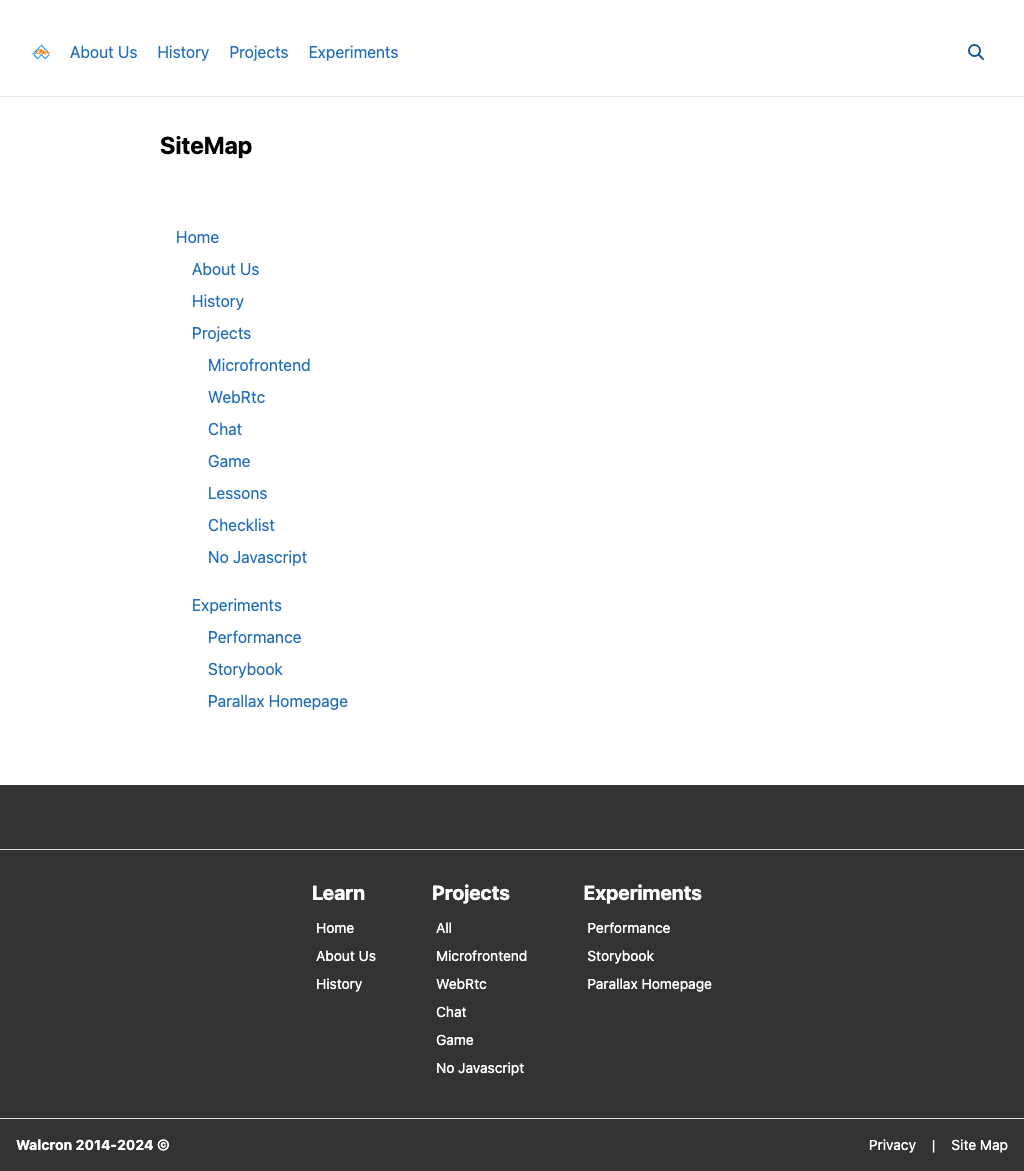 About Us History Projects Experiments
SiteMap
Home
About Us
History
Projects
Microfrontend
WebRtc
Chat
Game
Lessons
Checklist
No Javascript
Experiments
Performance
Storybook
Parallax Homepage
Learn
Home
About Us
History
Projects
All
Microfrontend
WebRtc
Chat
Game
No Javascript
Experiments
Performance
Storybook
Parallax Homepage
Walcron 2014-2024 ©
Privacy | Site Map